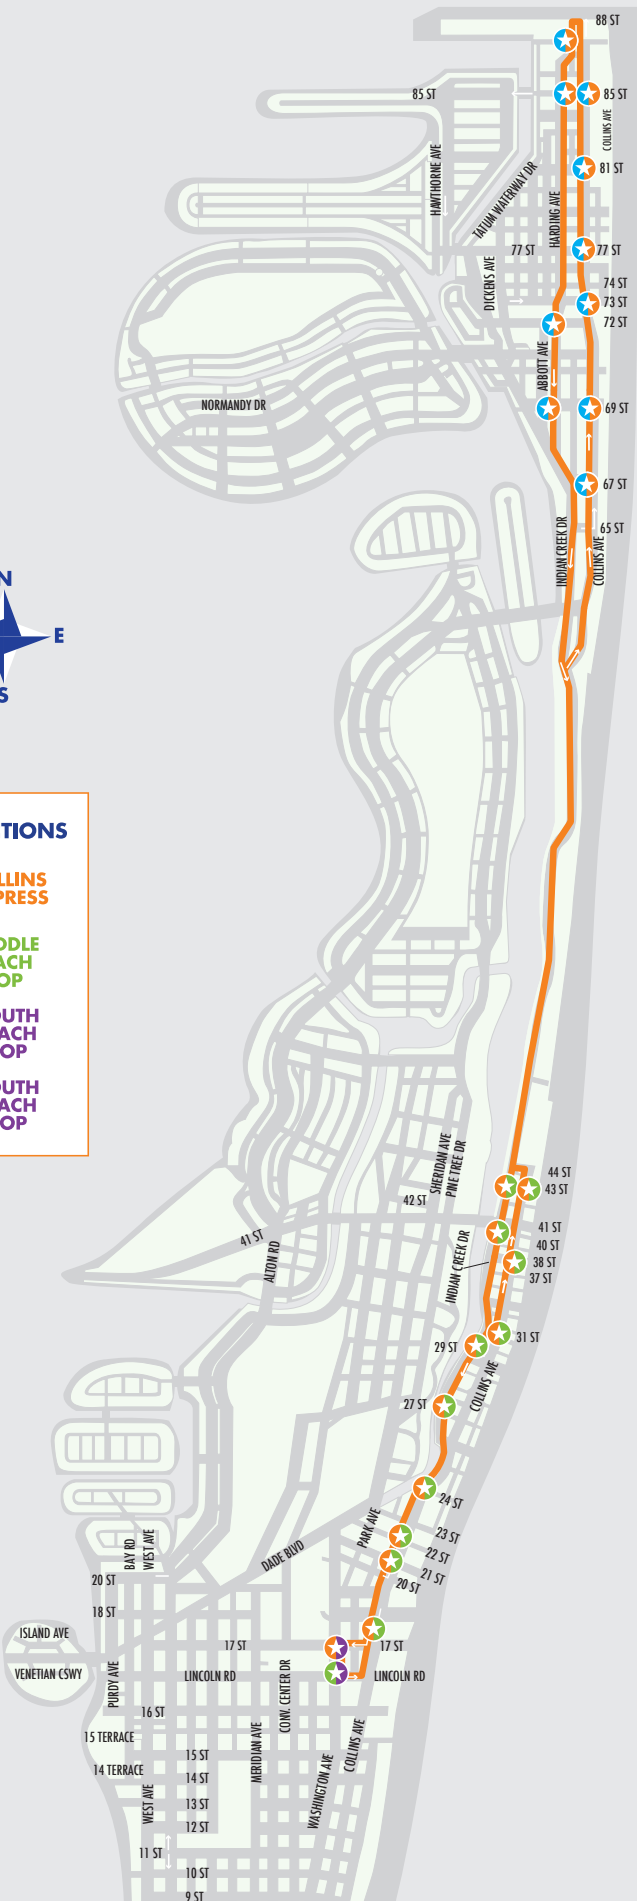 88 ST
85 ST
85 ST
COLLINS AVE
HAWTHORNE AVE
TATUM WATERWAY DR
HARDING AVE
81 ST
77 ST
77 ST
DICKENS AVE
74 ST
73 ST
72 ST
ABBOTT AVE
NORMANDY DR
69 ST
67 ST
65 ST
INDIAN CREEK DR
COLLINS AVE
N
E
S
TIONS
LLINS
PRESS
DDLE
ACH
OP
UTH
ACH
OP
UTH
ACH
OP
SHERIDAN AVE
PINE TREE DR
44 ST
43 ST
42 ST
41 ST
41 ST
40 ST
38 ST
37 ST
ALTON RD
INDIAN CREEK DR
31 ST
29 ST
COLLINS AVE
27 ST
24 ST
PARK AVE
23 ST
22 ST
21 ST
20 ST
DADE BLVD
BAY RD
WEST AVE
20 ST
18 ST
ISLAND AVE
VENETIAN CSWY
17 ST
17 ST
LINCOLN RD
LINCOLN RD
PURDY AVE
CONV. CENTER DR
16 ST
15 TERRACE
15 ST
MERIDIAN AVE
COLLINS AVE
14 TERRACE
14 ST
WASHINGTON AVE
WEST AVE
13 ST
12 ST
11 ST
10 ST
9 ST